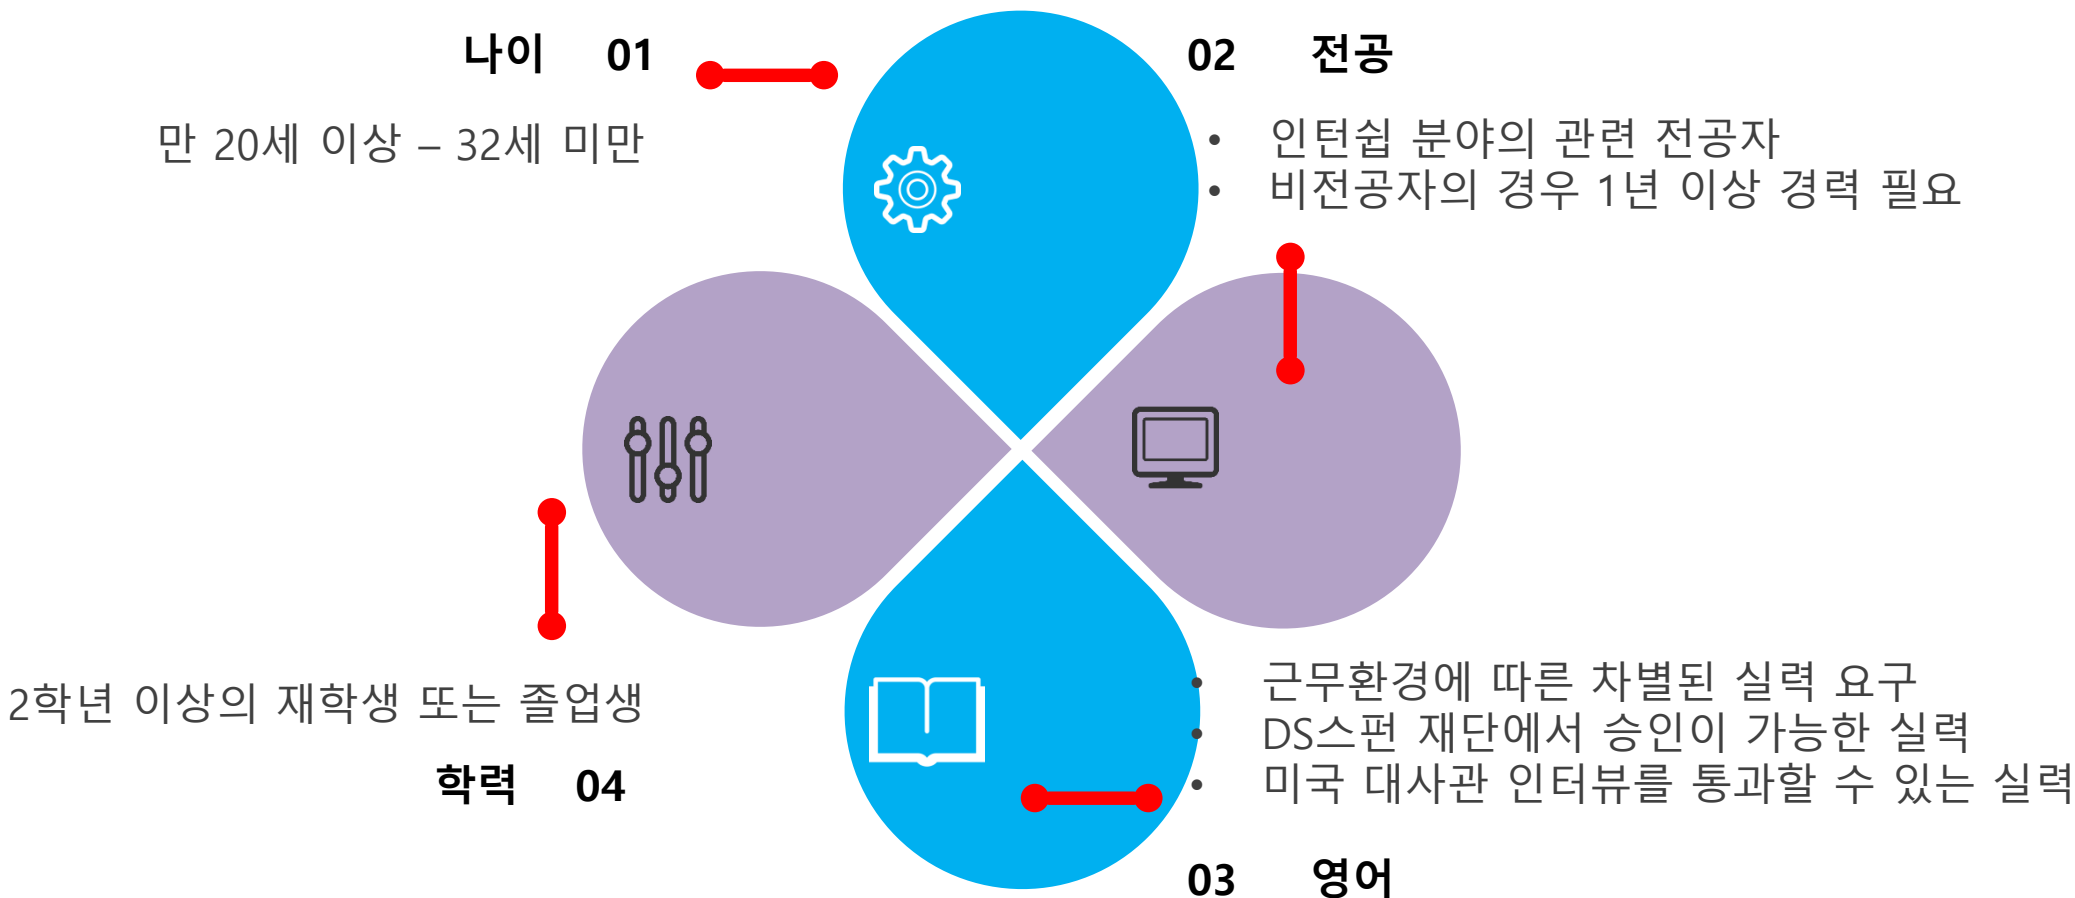 나이 01
만 20세 이상 – 32세 미만
02 전공
• 인턴쉽 분야의 관련 전공자
• 비전공자의 경우 1년 이상 경력 필요
• 근무환경에 따른 차별된 실력 요구
• DS스펀 재단에서 승인이 가능한 실력
• 미국 대사관 인터뷰를 통과할 수 있는 실력
03 영어
2학년 이상의 재학생 또는 졸업생
학력 04